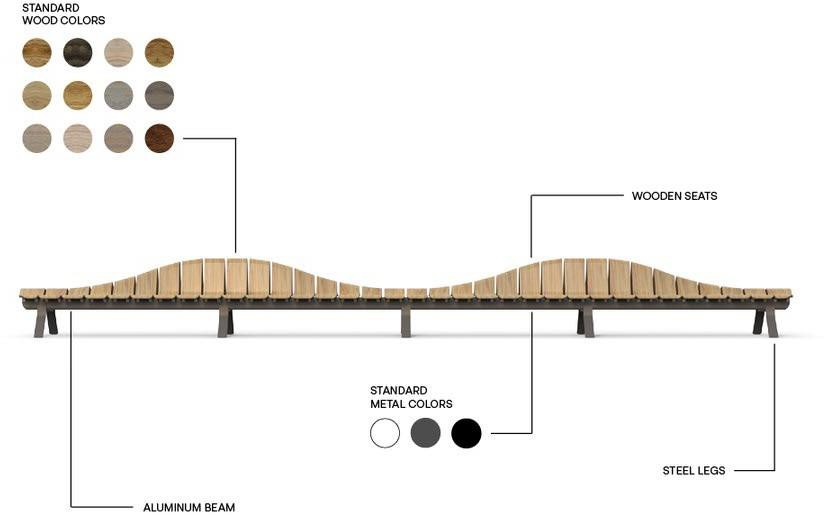 STANDARD
WOOD COLORS
WOODEN SEATS
STANDARD
METAL COLORS
STEEL LEGS
ALUMINUM BEAM